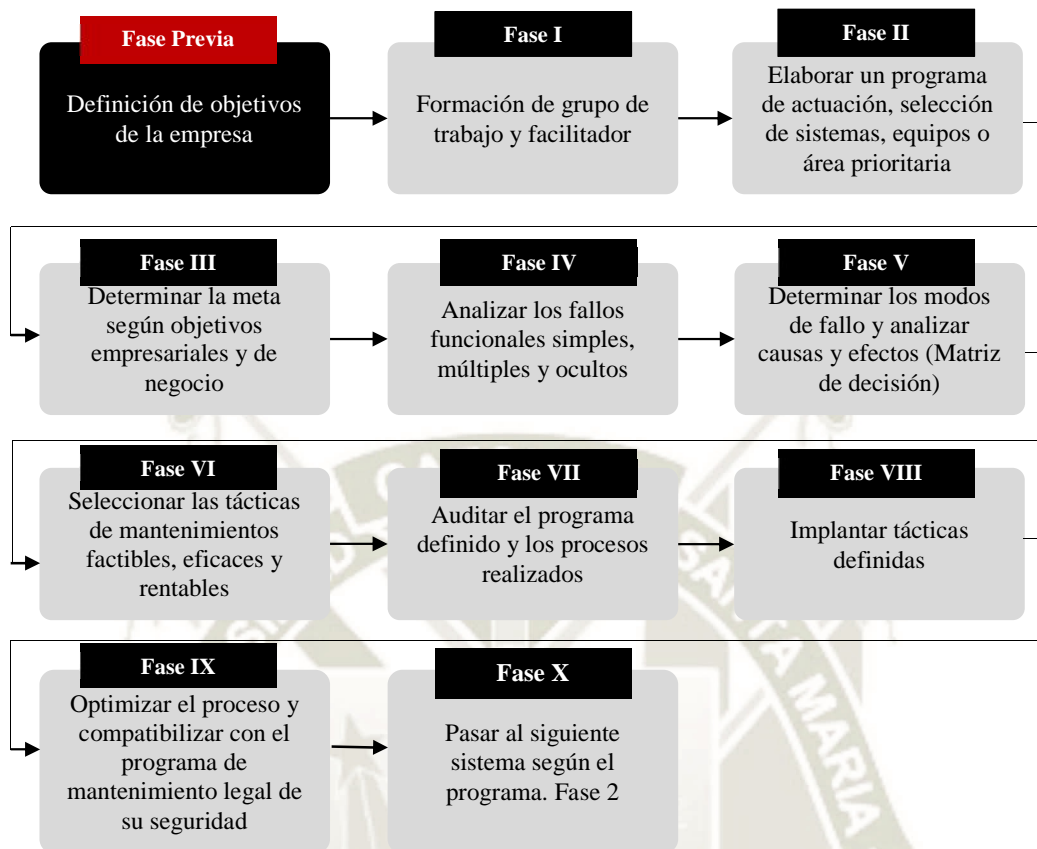 Fase Previa
Definición de objetivos
de la empresa
Fase I
Formación de grupo de
trabajo y facilitador
Fase II
Elaborar un programa
de actuación, selección
de sistemas, equipos o
área prioritaria
Fase III
Determinar la meta
según objetivos
empresariales y de
negocio
Fase IV
Analizar los fallos
funcionales simples,
múltiples y ocultos
Fase V
Determinar los modos
de fallo y analizar
causas y efectos (Matriz
de decisión)
Fase VI
Seleccionar las tácticas
de mantenimientos
factibles, eficaces y
rentables
Fase VII
Auditar el programa
definido y los procesos
realizados
Fase VIII
Implantar tácticas
definidas
Fase IX
Optimizar el proceso y
compatibilizar con el
programa de
mantenimiento legal de
su seguridad
Fase X
Pasar al siguiente
sistema según el
programa. Fase 2
SANTA MARIA